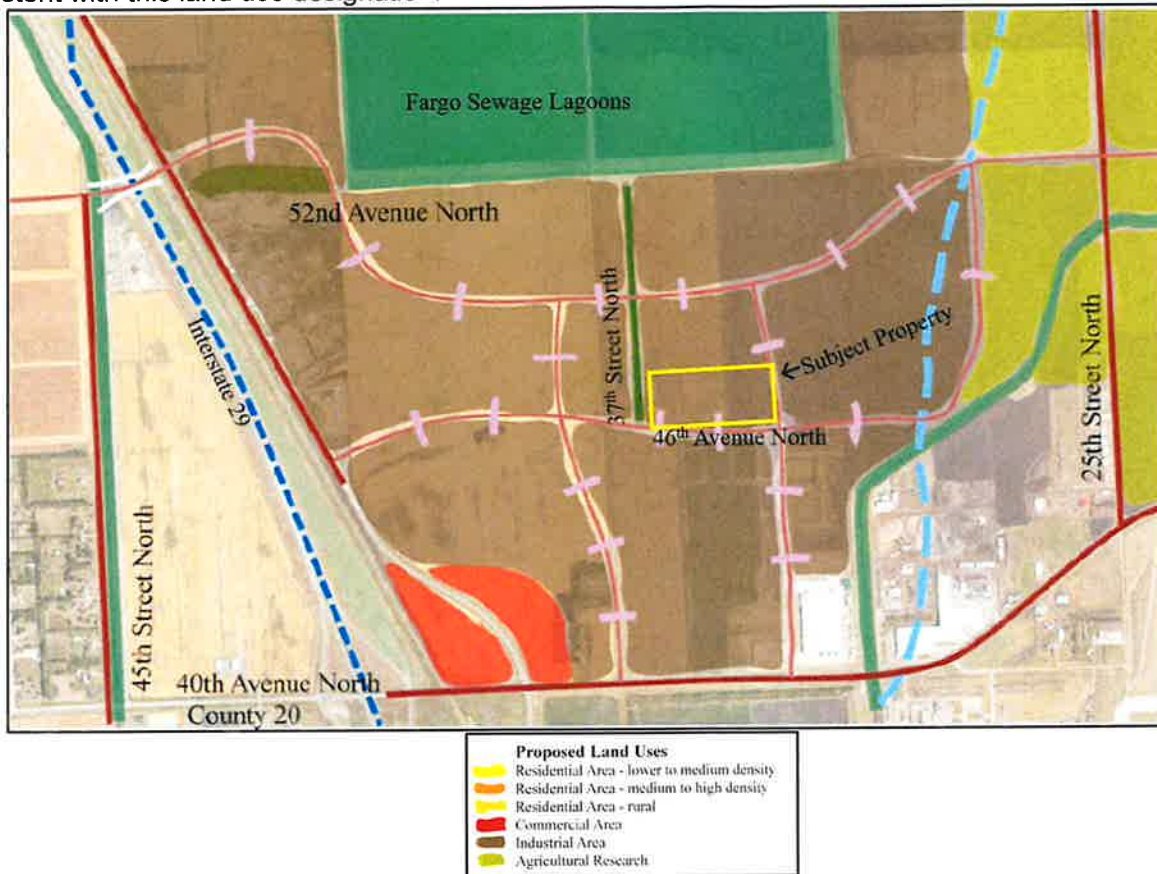 Fargo Sewage Lagoons
52nd Avenue North
Interstate 29
37th Street North
←Subject Property
46th Avenue North
25th Street North
45th Street North
40th Avenue North
County 20
Proposed Land Uses
Residential Area - lower to medium density
Residential Area - medium to high density
Residential Area - rural
Commercial Area
Industrial Area
Agricultural Research